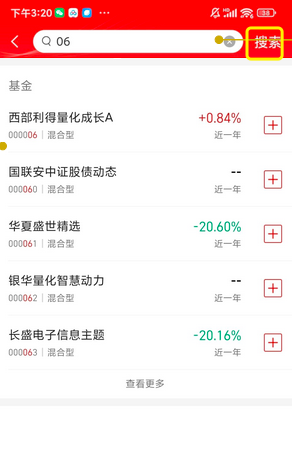 下午3:20
06
搜索
基金
西部利得量化成长A
+0.84%
000006 | 混合型
近一年
国联安中证股债动态
--
000060 | 混合型
近一年
华夏盛世精选
-20.60%
000061 | 混合型
近一年
银华量化智慧动力
--
000062 | 混合型
近一年
长盛电子信息主题
-20.16%
000063 | 混合型
近一年
查看更多